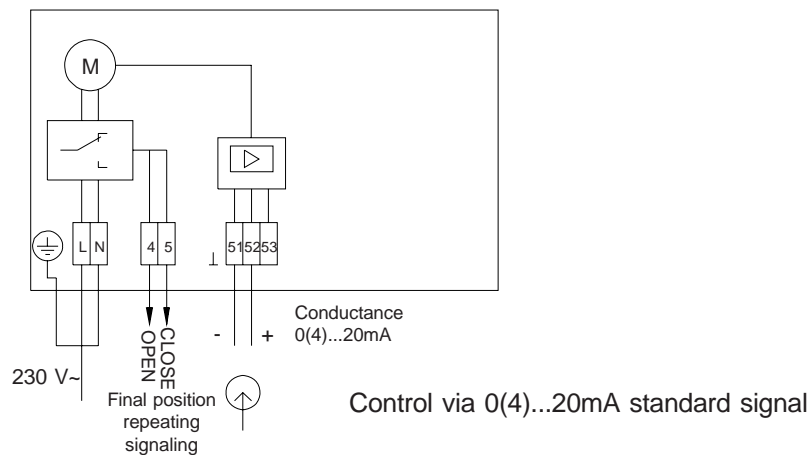 M
L N 4 5 ⊥ 51 52 53
OPEN
CLOSE
- +
Conductance
0(4)...20mA
230 V~
Final position
repeating
signaling
Control via 0(4)...20mA standard signal